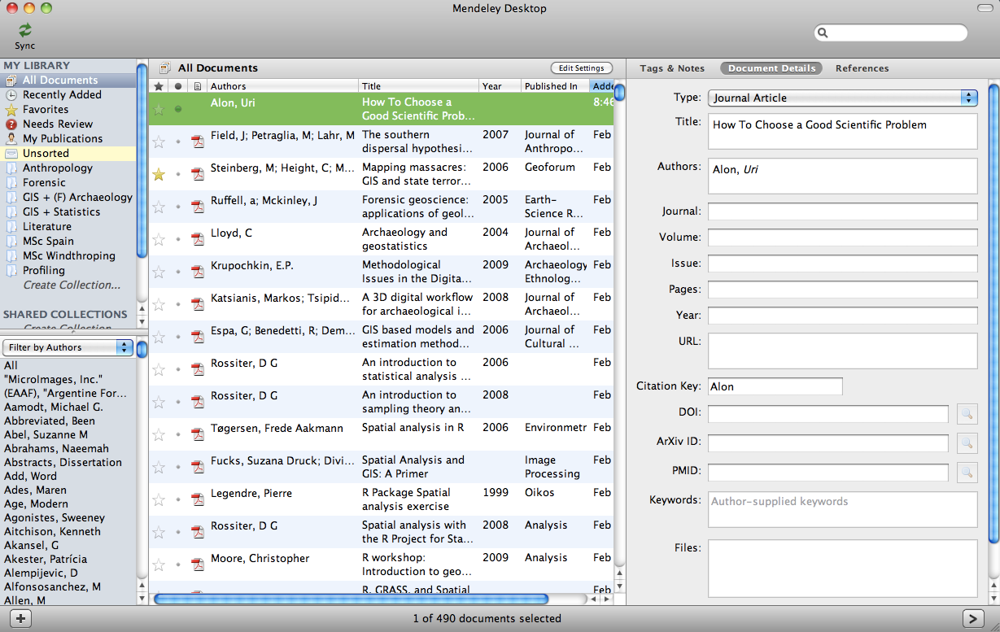 Mendeley Desktop
Sync
MY LIBRARY
All Documents
Recently Added
Favorites
Needs Review
My Publications
Unsorted
Anthropology
Forensic
GIS + (F) Archaeology
GIS + Statistics
Literature
MSc Spain
MSc Windthroping
Profiling
Create Collection...
SHARED COLLECTIONS
Create Collection
Filter by Authors
All
"MicroImages, Inc."
(EAAF), "Argentine For...
Aamodt, Michael G.
Abbreviated, Been
Abel, Suzanne M
Abrahams, Naeemah
Abstracts, Dissertation
Add, Word
Ades, Maren
Age, Modern
Agonistes, Sweeney
Aitchison, Kenneth
Akansel, G
Akester, Patrícia
Alempijevic, D
Alfonsosanchez, M
Allen, M
All Documents
Edit Settings
Authors Title Year Published In Adde
Alon, Uri How To Choose a 8:46
Good Scientific Prob...
Field, J; Petraglia, M; Lahr, M The southern 2007 Journal of Feb
dispersal hypothesi... Anthropo...
Steinberg, M; Height, C; M... Mapping massacres: 2006 Geoforum Feb
GIS and state terror...
Ruffell, a; Mckinley, J Forensic geoscience: 2005 Earth- Feb
applications of geol... Science R...
Lloyd, C Archaeology and 2004 Journal of Feb
geostatistics Archaeol...
Krupochkin, E.P. Methodological 2009 Archaeology Feb
Issues in the Digita... Ethnolog...
Katsianis, Markos; Tsipid... A 3D digital workflow 2008 Journal of Feb
for archaeological i... Archaeol...
Espa, G; Benedetti, R; Dem... GIS based models and 2006 Journal of Feb
estimation method... Cultural ...
Rossiter, D G An introduction to 2006 Feb
statistical analysis ...
Rossiter, D G An introduction to 2008 Feb
sampling theory an...
Tøgersen, Frede Aakmann Spatial analysis in R 2006 Environmetr Feb
Fucks, Suzana Druck; Divi... Spatial Analysis and Image Feb
GIS: A Primer Processing
Legendre, Pierre R Package Spatial 1999 Oikos Feb
analysis exercise
Rossiter, D G Spatial analysis with 2008 Analysis Feb
the R Project for Sta...
Moore, Christopher R workshop: 2009 Analysis Feb
Introduction to geo...
R, GRASS, and Spatial Feb
Tags & Notes Document Details References
Type: Journal Article
Title: How To Choose a Good Scientific Problem
Authors: Alon, Uri
Journal:
Volume:
Issue:
Pages:
Year:
URL:
Citation Key: Alon
DOI:
ArXiv ID:
PMID:
Keywords: Author-supplied keywords
Files:
1 of 490 documents selected